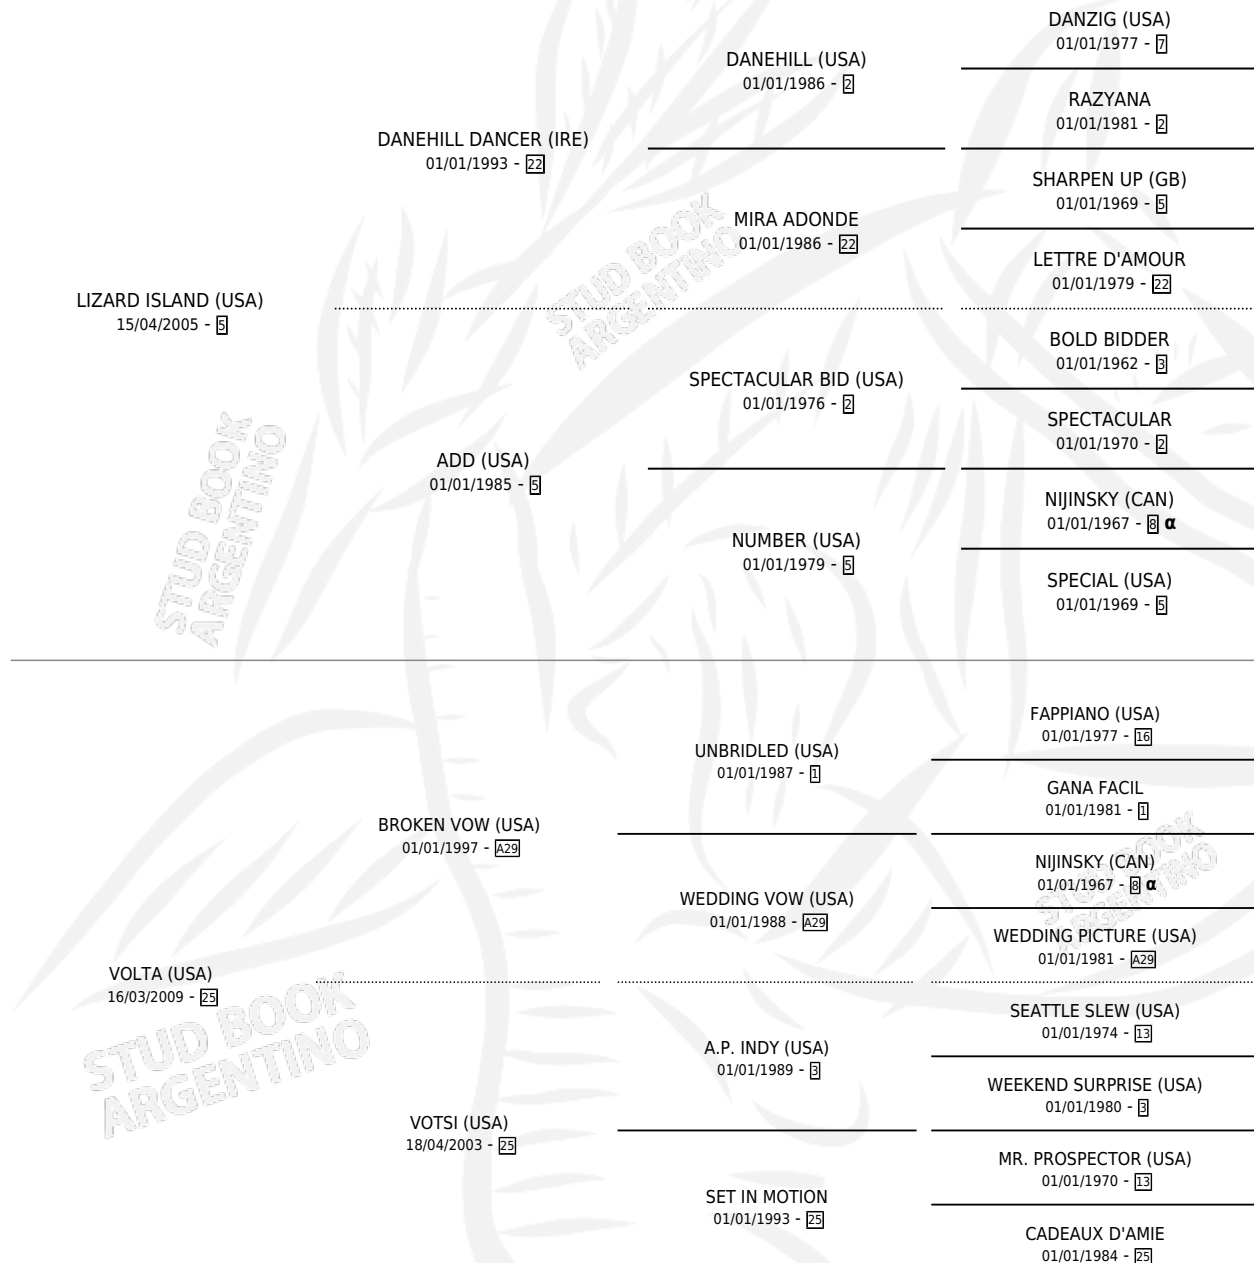 DANZIG (USA)
01/01/1977 - 7
DANEHILL (USA)
01/01/1986 - 2
RAZYANA
01/01/1981 - 2
DANEHILL DANCER (IRE)
01/01/1993 - 22
SHARPEN UP (GB)
01/01/1969 - 5
MIRA ADONDE
01/01/1986 - 22
LETTRE D'AMOUR
01/01/1979 - 22
LIZARD ISLAND (USA)
15/04/2005 - 5
STUD BOOK
ARGENTINO
BOLD BIDDER
01/01/1962 - 3
SPECTACULAR BID (USA)
01/01/1976 - 2
SPECTACULAR
01/01/1970 - 2
ADD (USA)
01/01/1985 - 5
STUD BOOK
ARGENTINO
NIJINSKY (CAN)
01/01/1967 - 8 α
NUMBER (USA)
01/01/1979 - 5
SPECIAL (USA)
01/01/1969 - 5
FAPPIANO (USA)
01/01/1977 - 16
UNBRIDLED (USA)
01/01/1987 - 1
GANA FACIL
01/01/1981 - 1
BROKEN VOW (USA)
01/01/1997 - A29
STUD BOOK
ARGENTINO
NIJINSKY (CAN)
01/01/1967 - 8 α
WEDDING VOW (USA)
01/01/1988 - A29
WEDDING PICTURE (USA)
01/01/1981 - A29
VOLTA (USA)
16/03/2009 - 25
STUD BOOK
ARGENTINO
SEATTLE SLEW (USA)
01/01/1974 - 13
A.P. INDY (USA)
01/01/1989 - 3
WEEKEND SURPRISE (USA)
01/01/1980 - 3
VOTSI (USA)
18/04/2003 - 25
MR. PROSPECTOR (USA)
01/01/1970 - 13
SET IN MOTION
01/01/1993 - 25
CADEAUX D'AMIE
01/01/1984 - 25